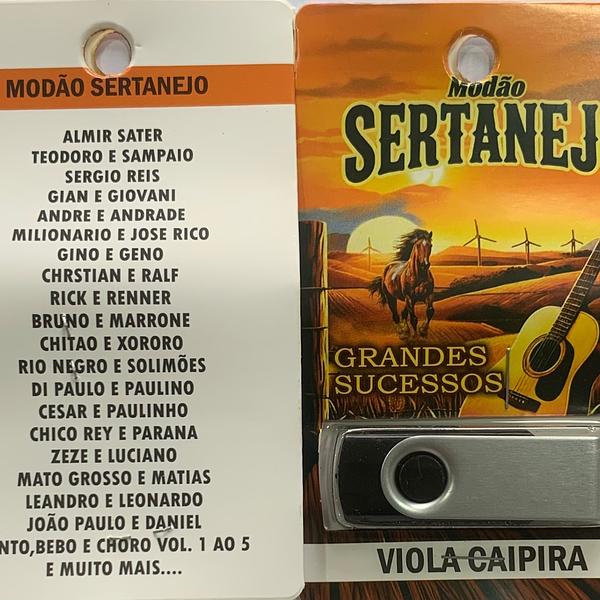 MODÃO SERTANEJO
ALMIR SATER
TEODORO E SAMPAIO
SERGIO REIS
GIAN E GIOVANI
ANDRE E ANDRADE
MILIONARIO E JOSE RICO
GINO E GENO
CHRSTIAN E RALF
RICK E RENNER
BRUNO E MARRONE
CHITAO E XORORO
RIO NEGRO E SOLIMÕES
DI PAULO E PAULINO
CESAR E PAULINHO
CHICO REY E PARANA
ZEZE E LUCIANO
MATO GROSSO E MATIAS
LEANDRO E LEONARDO
JOÃO PAULO E DANIEL
NTO,BEBO E CHORO VOL. 1 AO 5
E MUITO MAIS....
Modão
SERTANEJ
GRANDES
SUCESSOS
VIOLA CAIPIRA